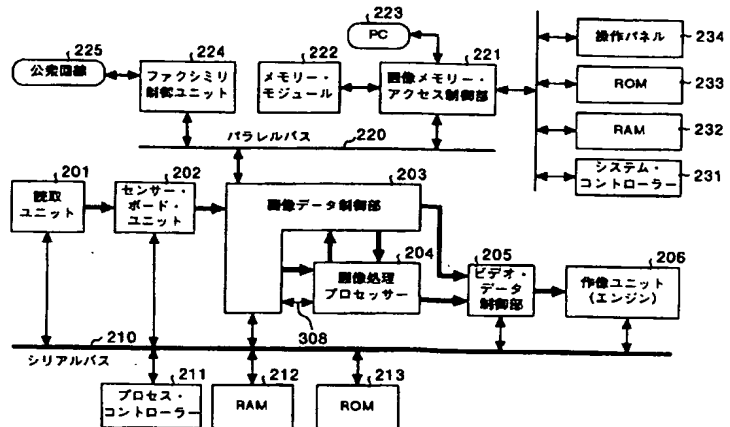 223
PC
225
公衆回線
224
ファクシミリ
制御ユニット
222
メモリー・
モジュール
221
画像メモリー・
アクセス制御部
操作パネル
234
ROM
233
RAM
232
システム・
コントローラー
231
パラレルバス
220
201
読取
ユニット
202
センサー・
ボード・
ユニット
203
画像データ制御部
204
画像処理
プロセッサー
308
205
ビデオ・
データ
制御部
206
作像ユニット
(エンジン)
210
シリアルバス
211
プロセス・
コントローラー
212
RAM
213
ROM